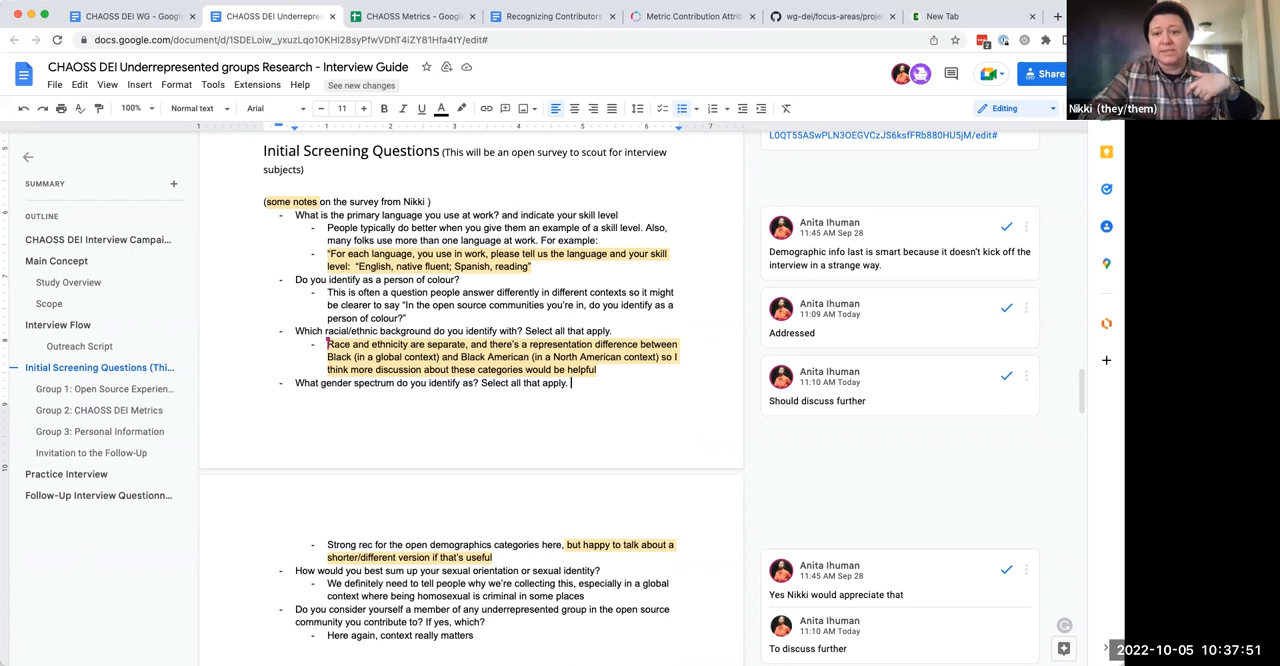 CHAOSS DEI WG - Google
CHAOSS DEI Underrepres
CHAOSS Metrics - Google
Recognizing Contributors
Metric Contribution Attrib
wg-dei/focus-areas/proje
New Tab
docs.google.com/document/d/1SDELoiw_yxuzLqo10KHI28syPfwVDhT4iZY81Hfa4tY/edit#
2
CHAOSS DEI Underrepresented groups Research - Interview Guide
File Edit View Insert Format Tools Extensions Help See new changes
Share
Nikki (they/them)
100% Normal text Arial 11 B I U A Editing
1 1 2 3 4 5 6 7
SUMMARY
OUTLINE
CHAOSS DEI Interview Campai...
Main Concept
Study Overview
Scope
Interview Flow
Outreach Script
Initial Screening Questions (Thi...
Group 1: Open Source Experien...
Group 2: CHAOSS DEI Metrics
Group 3: Personal Information
Invitation to the Follow-Up
Practice Interview
Follow-Up Interview Questionn...
Initial Screening Questions (This will be an open survey to scout for interview
subjects)
(some notes on the survey from Nikki )
- What is the primary language you use at work? and indicate your skill level
- People typically do better when you give them an example of a skill level. Also,
many folks use more than one language at work. For example:
- “For each language, you use in work, please tell us the language and your skill
level: “English, native fluent; Spanish, reading”
- Do you identify as a person of colour?
- This is often a question people answer differently in different contexts so it might
be clearer to say “In the open source communities you’re in, do you identify as a
person of colour?”
- Which racial/ethnic background do you identify with? Select all that apply.
- Race and ethnicity are separate, and there’s a representation difference between
Black (in a global context) and Black American (in a North American context) so I
think more discussion about these categories would be helpful
- What gender spectrum do you identify as? Select all that apply.
- Strong rec for the open demographics categories here, but happy to talk about a
shorter/different version if that’s useful
- How would you best sum up your sexual orientation or sexual identity?
- We definitely need to tell people why we’re collecting this, especially in a global
context where being homosexual is criminal in some places
- Do you consider yourself a member of any underrepresented group in the open source
community you contribute to? If yes, which?
- Here again, context really matters
L0QT55ASwPLN3OEGVCzJS6ksfFRb880HU5jM/edit#
Anita Ihuman
11:45 AM Sep 28
Demographic info last is smart because it doesn’t kick off the
interview in a strange way.
Anita Ihuman
11:09 AM Today
Addressed
Anita Ihuman
11:10 AM Today
Should discuss further
Anita Ihuman
11:45 AM Sep 28
Yes Nikki would appreciate that
Anita Ihuman
11:10 AM Today
To discuss further
2022-10-05 10:37:51